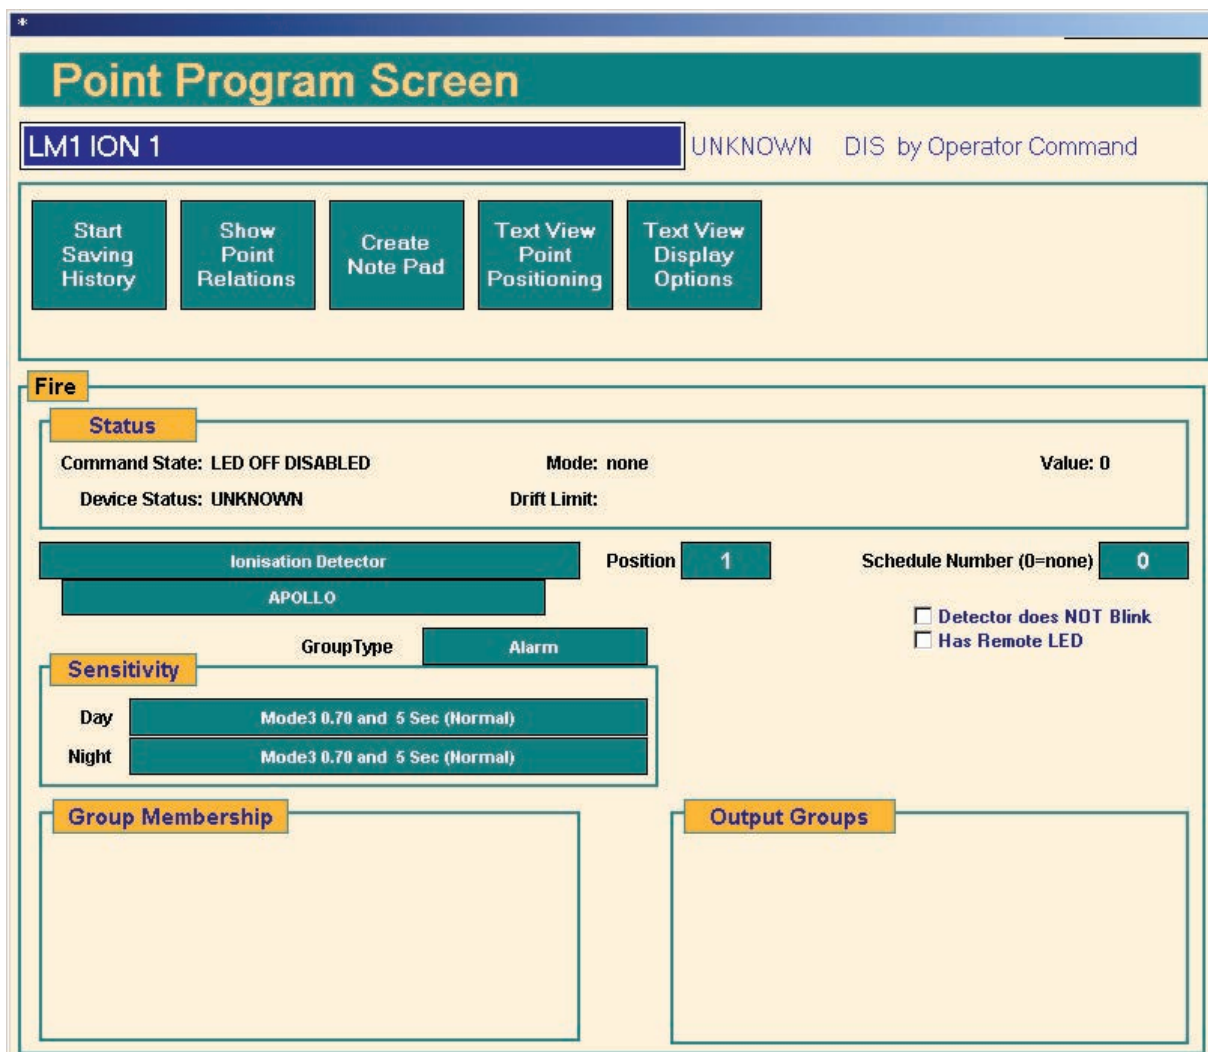 *
Point Program Screen
LM1 ION 1
UNKNOWN DIS by Operator Command
Start
Saving
History
Show
Point
Relations
Create
Note Pad
Text View
Point
Positioning
Text View
Display
Options
Fire
Status
Command State: LED OFF DISABLED
Mode: none
Value: 0
Device Status: UNKNOWN
Drift Limit:
Ionisation Detector
Position 1
Schedule Number (0=none) 0
APOLLO
Detector does NOT Blink
Has Remote LED
GroupType Alarm
Sensitivity
Day Mode3 0.70 and 5 Sec (Normal)
Night Mode3 0.70 and 5 Sec (Normal)
Group Membership
Output Groups